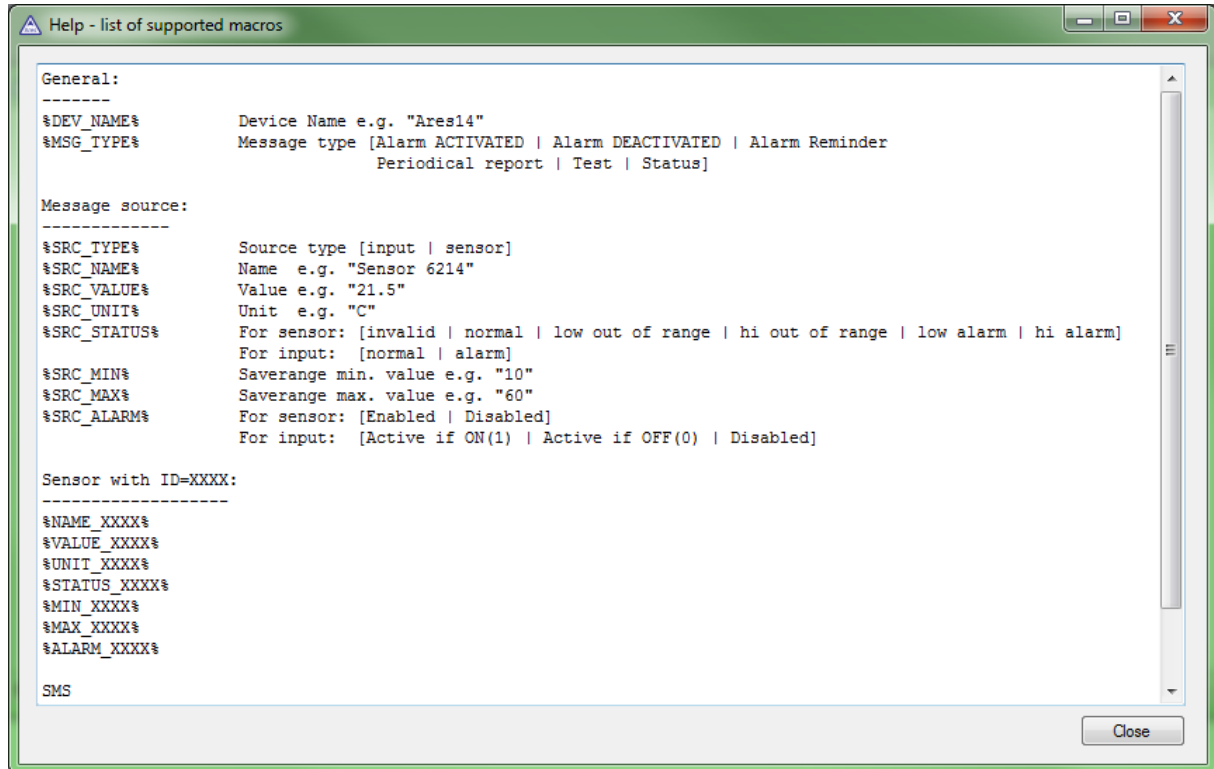 Help - list of supported macros
General:
-------
%DEV_NAME% Device Name e.g. "Ares14"
%MSG_TYPE% Message type [Alarm ACTIVATED | Alarm DEACTIVATED | Alarm Reminder
Periodical report | Test | Status]
Message source:
-------------
%SRC_TYPE% Source type [input | sensor]
%SRC_NAME% Name  e.g. "Sensor 6214"
%SRC_VALUE% Value e.g. "21.5"
%SRC_UNIT% Unit  e.g. "C"
%SRC_STATUS% For sensor: [invalid | normal | low out of range | hi out of range | low alarm | hi alarm]
For input:  [normal | alarm]
%SRC_MIN% Saverange min. value e.g. "10"
%SRC_MAX% Saverange max. value e.g. "60"
%SRC_ALARM% For sensor: [Enabled | Disabled]
For input:  [Active if ON(1) | Active if OFF(0) | Disabled]
Sensor with ID=XXXX:
-------------------
%NAME_XXXX%
%VALUE_XXXX%
%UNIT_XXXX%
%STATUS_XXXX%
%MIN_XXXX%
%MAX_XXXX%
%ALARM_XXXX%
SMS
Close